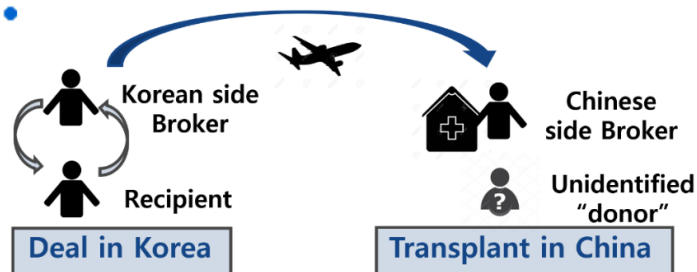 Korean side
Broker
Recipient
Deal in Korea
Chinese
side Broker
?
Unidentified
“donor”
Transplant in China